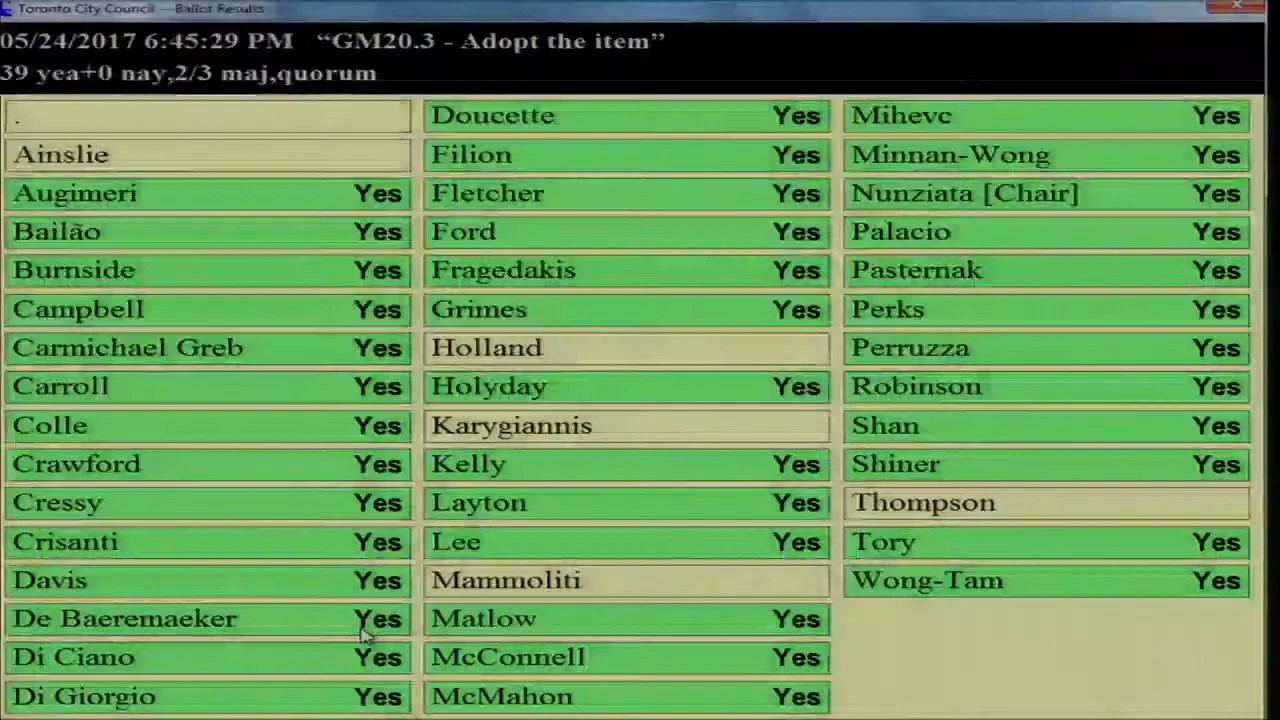 Toronto City Council — Ballot Results
05/24/2017 6:45:29 PM “GM20.3 - Adopt the item”
39 yea+0 nay,2/3 maj,quorum
.
Ainslie
Augimeri Yes
Bailão Yes
Burnside Yes
Campbell Yes
Carmichael Greb Yes
Carroll Yes
Colle Yes
Crawford Yes
Cressy Yes
Crisanti Yes
Davis Yes
De Baeremaeker Yes
Di Ciano Yes
Di Giorgio Yes
Doucette Yes
Filion Yes
Fletcher Yes
Ford Yes
Fragedakis Yes
Grimes Yes
Holland
Holyday Yes
Karygiannis
Kelly Yes
Layton Yes
Lee Yes
Mammoliti
Matlow Yes
McConnell Yes
McMahon Yes
Mihevc Yes
Minnan-Wong Yes
Nunziata [Chair] Yes
Palacio Yes
Pasternak Yes
Perks Yes
Perruzza Yes
Robinson Yes
Shan Yes
Shiner Yes
Thompson
Tory Yes
Wong-Tam Yes